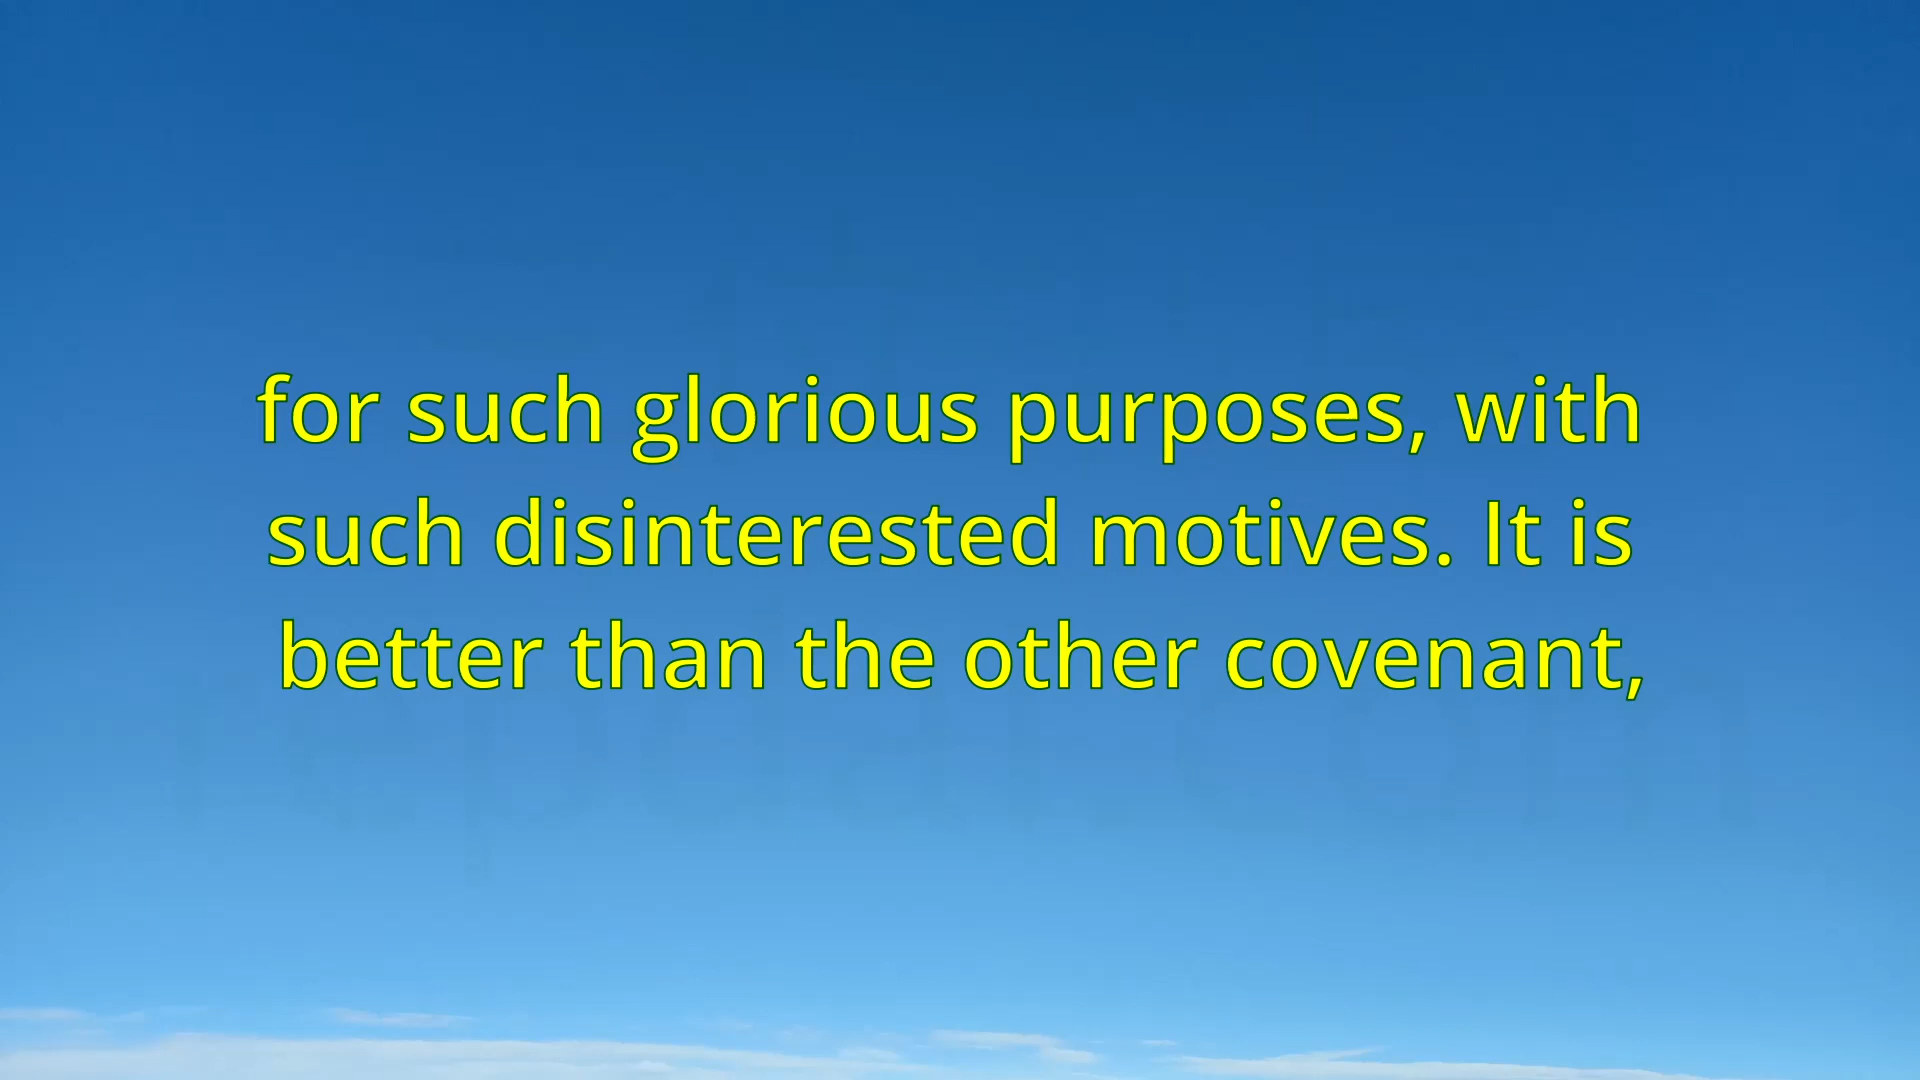 for such glorious purposes, with
such disinterested motives. It is
better than the other covenant,